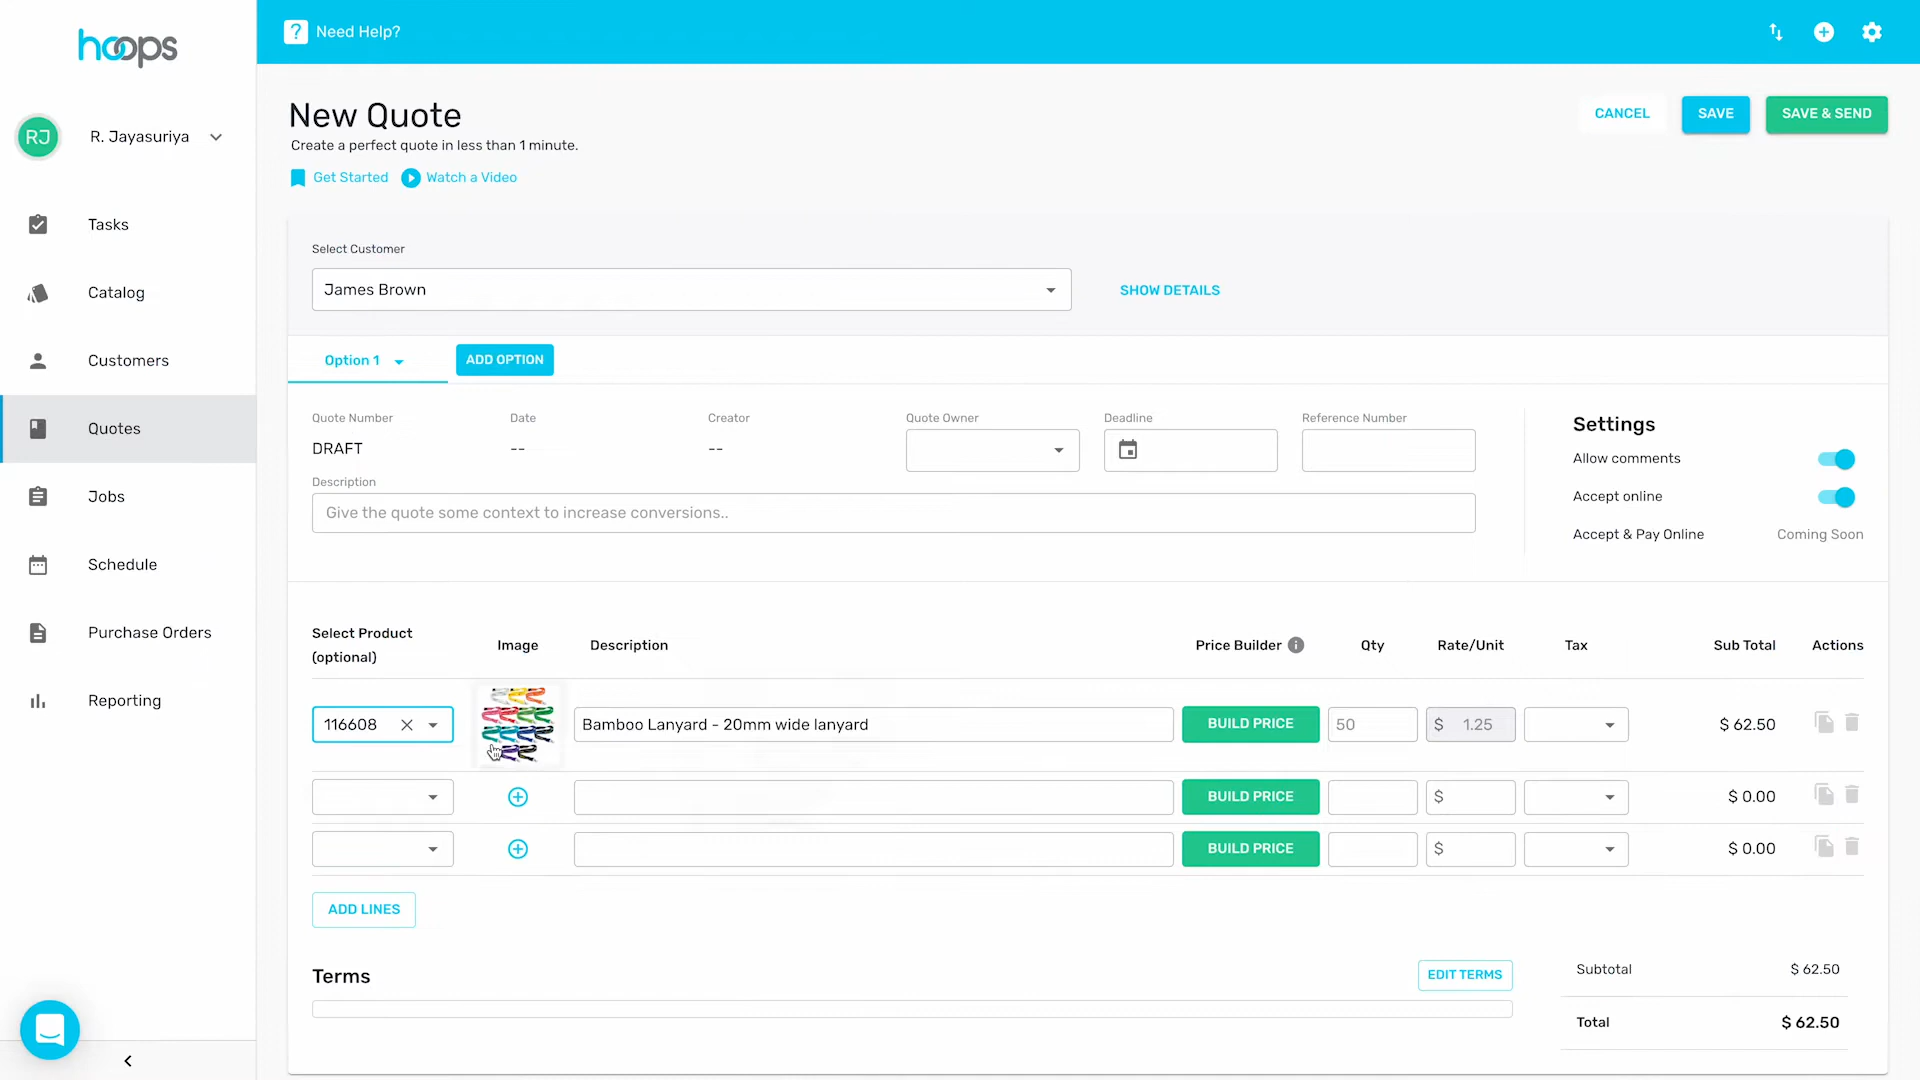 hoops
? Need Help?
RJ R. Jayasuriya
Tasks
Catalog
Customers
Quotes
Jobs
Schedule
Purchase Orders
Reporting
New Quote
Create a perfect quote in less than 1 minute.
Get Started Watch a Video
CANCEL SAVE SAVE & SEND
Select Customer
James Brown
SHOW DETAILS
Option 1 ADD OPTION
Quote Number Date Creator Quote Owner Deadline Reference Number
DRAFT -- --
Description
Give the quote some context to increase conversions..
Settings
Allow comments
Accept online
Accept & Pay Online Coming Soon
Select Product
(optional)
Image Description Price Builder Qty Rate/Unit Tax Sub Total Actions
116608 Bamboo Lanyard - 20mm wide lanyard BUILD PRICE 50 $ 1.25 $ 62.50
BUILD PRICE $ $ 0.00
BUILD PRICE $ $ 0.00
ADD LINES
Terms
EDIT TERMS
Subtotal $ 62.50
Total $ 62.50